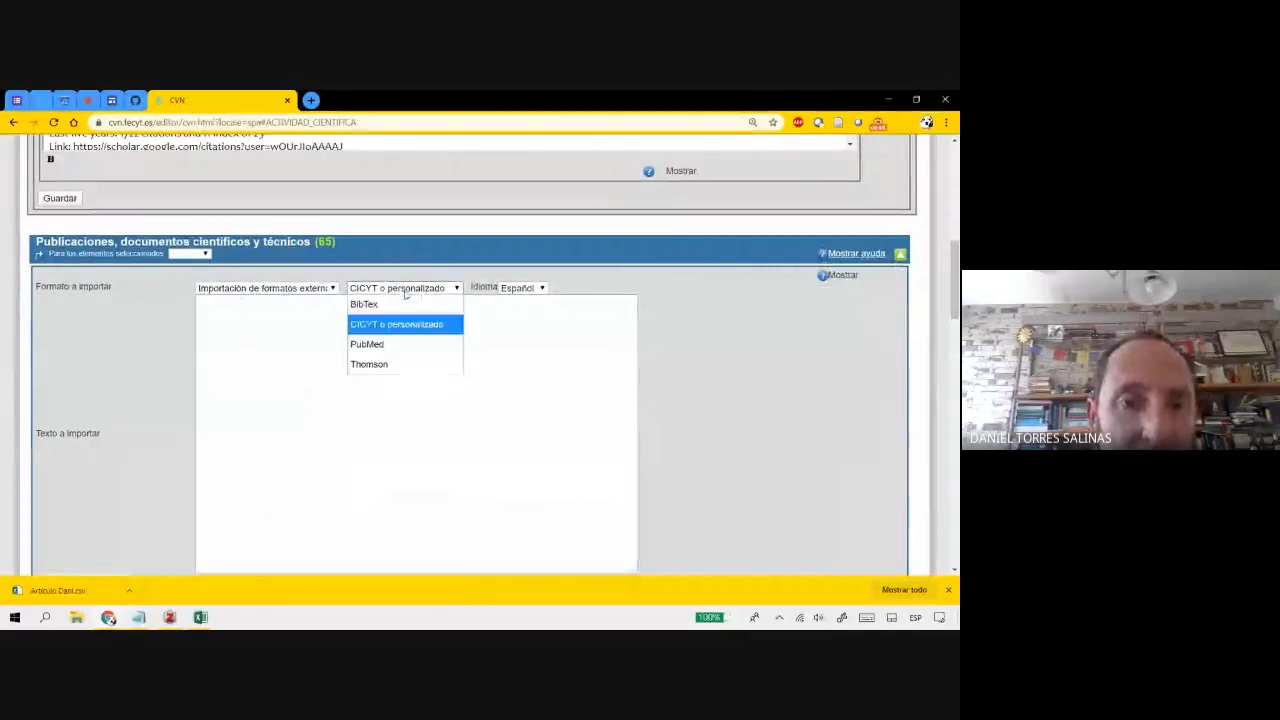 CVN
cvn.fecyt.es/editor/cvn.html?locale=spa#ACTIVIDAD_CIENTIFICA
Link: https://scholar.google.com/citations?user=
Mostrar
Guardar
Publicaciones, documentos científicos y técnicos (65)
Para los elementos seleccionados
Mostrar ayuda
Mostrar
Formato a importar
Importación de formatos extern
CICYT o personalizado
Idioma
Español
BibTex
CICYT o personalizado
PubMed
Thomson
Texto a importar
DANIEL TORRES SALINAS
Articulo Dani.csv
Mostrar todo
100%
ESP